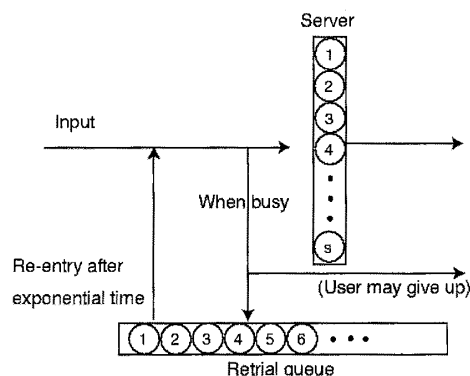 Server
1
2
3
4
s
Input
When busy
Re-entry after
exponential time
(User may give up)
1 2 3 4 5 6
Retrial queue